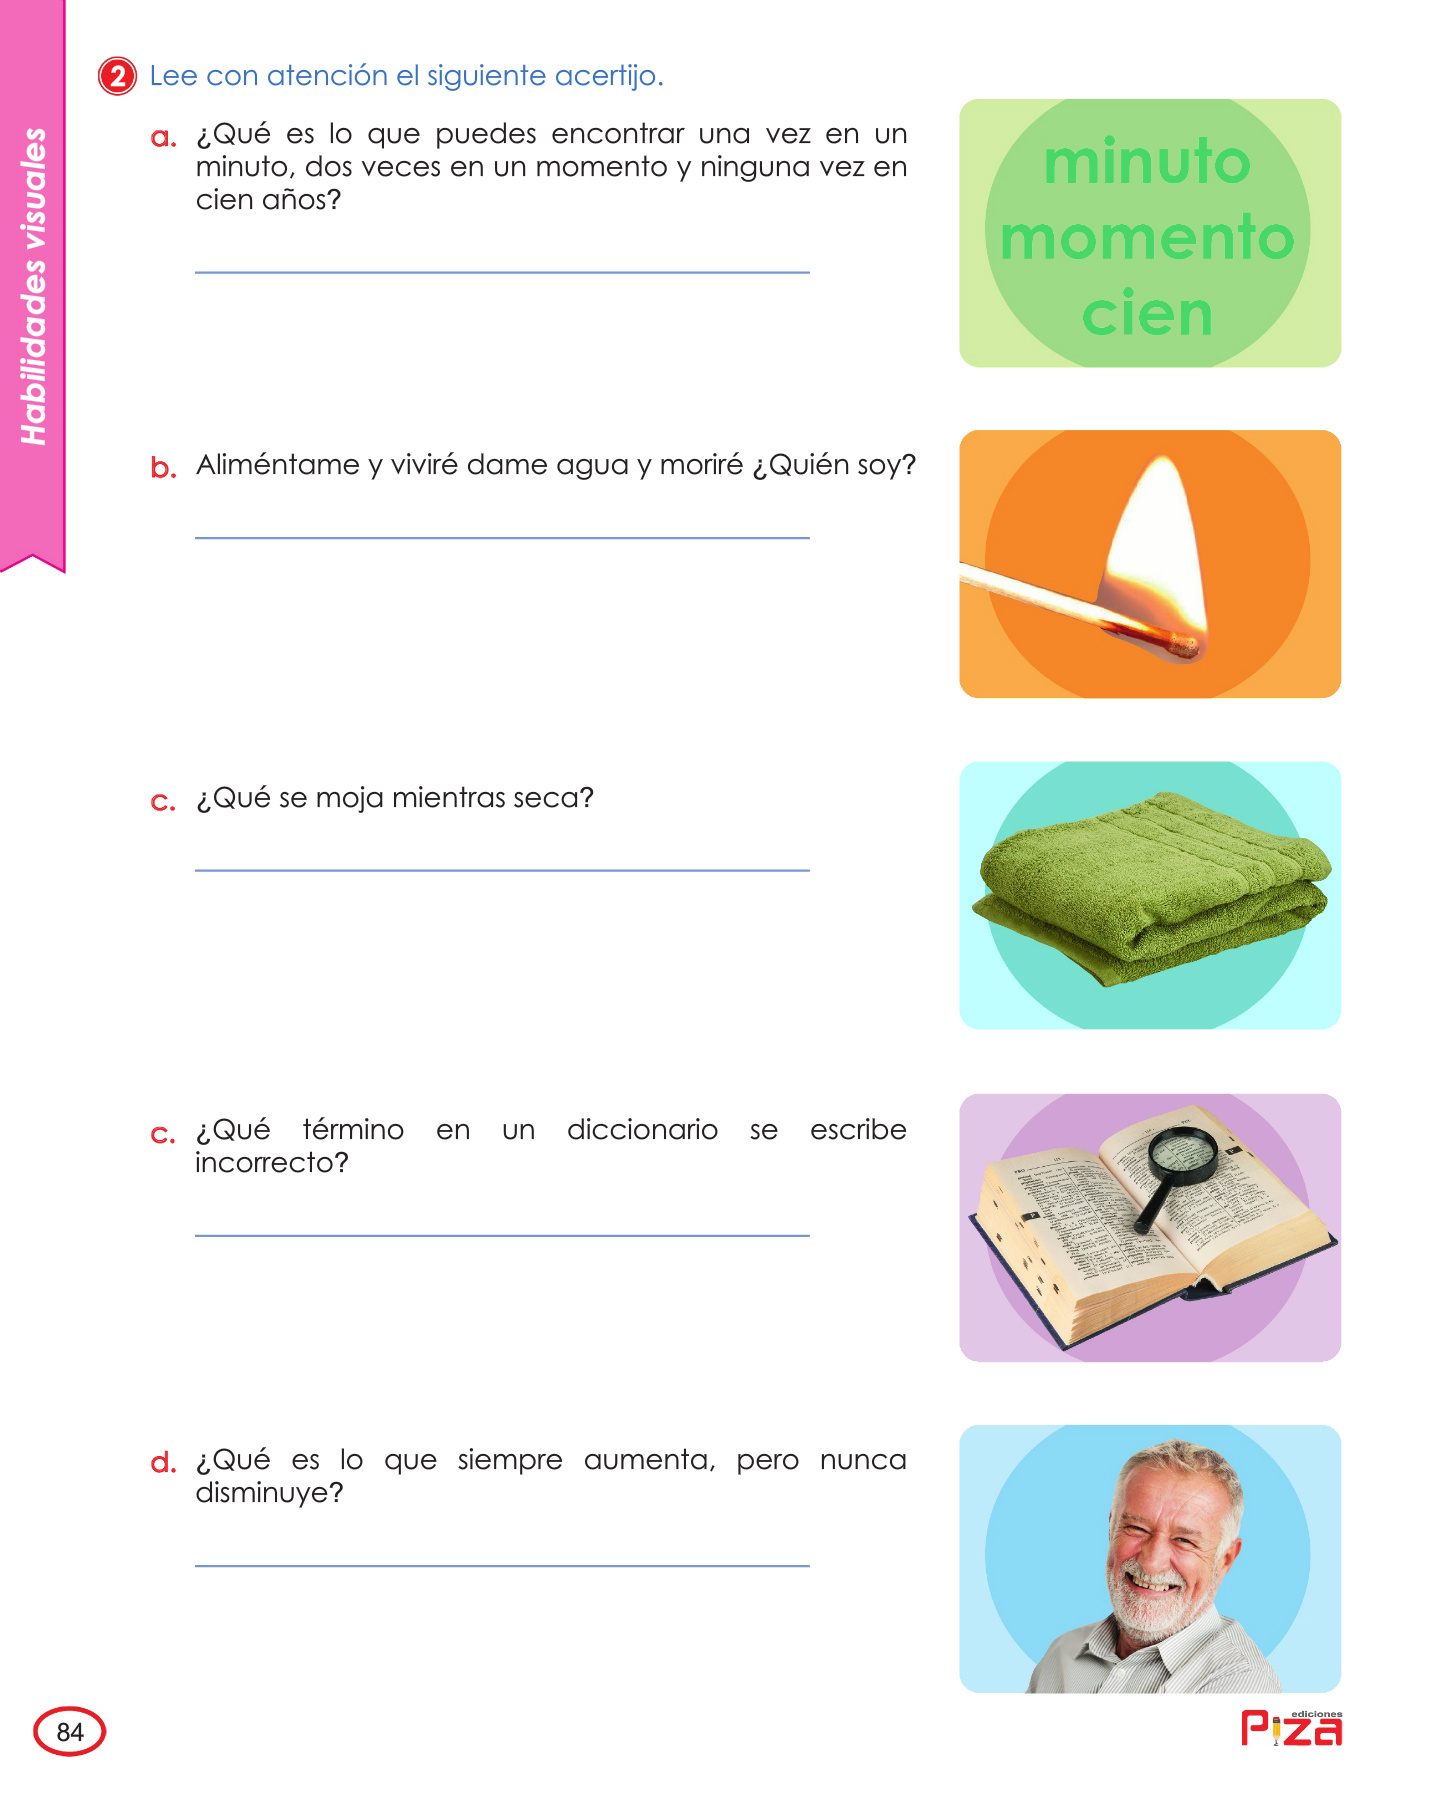 Habilidades visuales
2 Lee con atención el siguiente acertijo.
a. ¿Qué es lo que puedes encontrar una vez en un
minuto, dos veces en un momento y ninguna vez en
cien años?
minuto
momento
cien
b. Aliméntame y viviré dame agua y moriré ¿Quién soy?
c. ¿Qué se moja mientras seca?
c. ¿Qué término en un diccionario se escribe
incorrecto?
d. ¿Qué es lo que siempre aumenta, pero nunca
disminuye?
84
ediciones
Piza